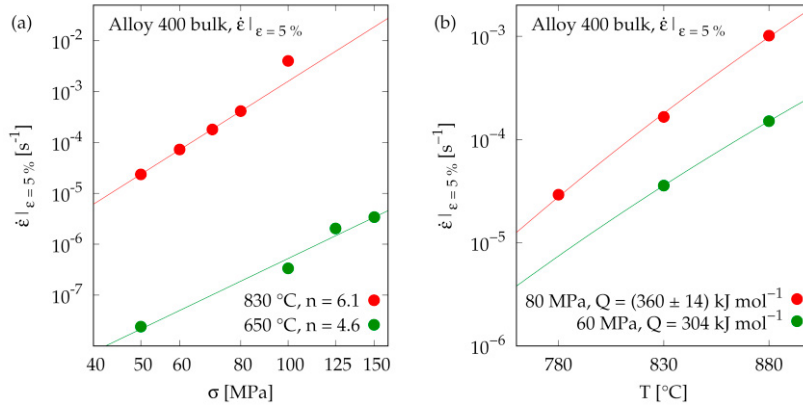 (a)
Alloy 400 bulk, ε̇|ε = 5 %
10⁻²
10⁻³
10⁻⁴
10⁻⁵
10⁻⁶
10⁻⁷
ε̇|ε = 5 % [s⁻¹]
830 °C, n = 6.1
650 °C, n = 4.6
40 50 60 80 100 125 150
σ [MPa]
(b)
Alloy 400 bulk, ε̇|ε = 5 %
10⁻³
10⁻⁴
10⁻⁵
10⁻⁶
ε̇|ε = 5 % [s⁻¹]
80 MPa, Q = (360 ± 14) kJ mol⁻¹
60 MPa, Q = 304 kJ mol⁻¹
780 830 880
T [°C]